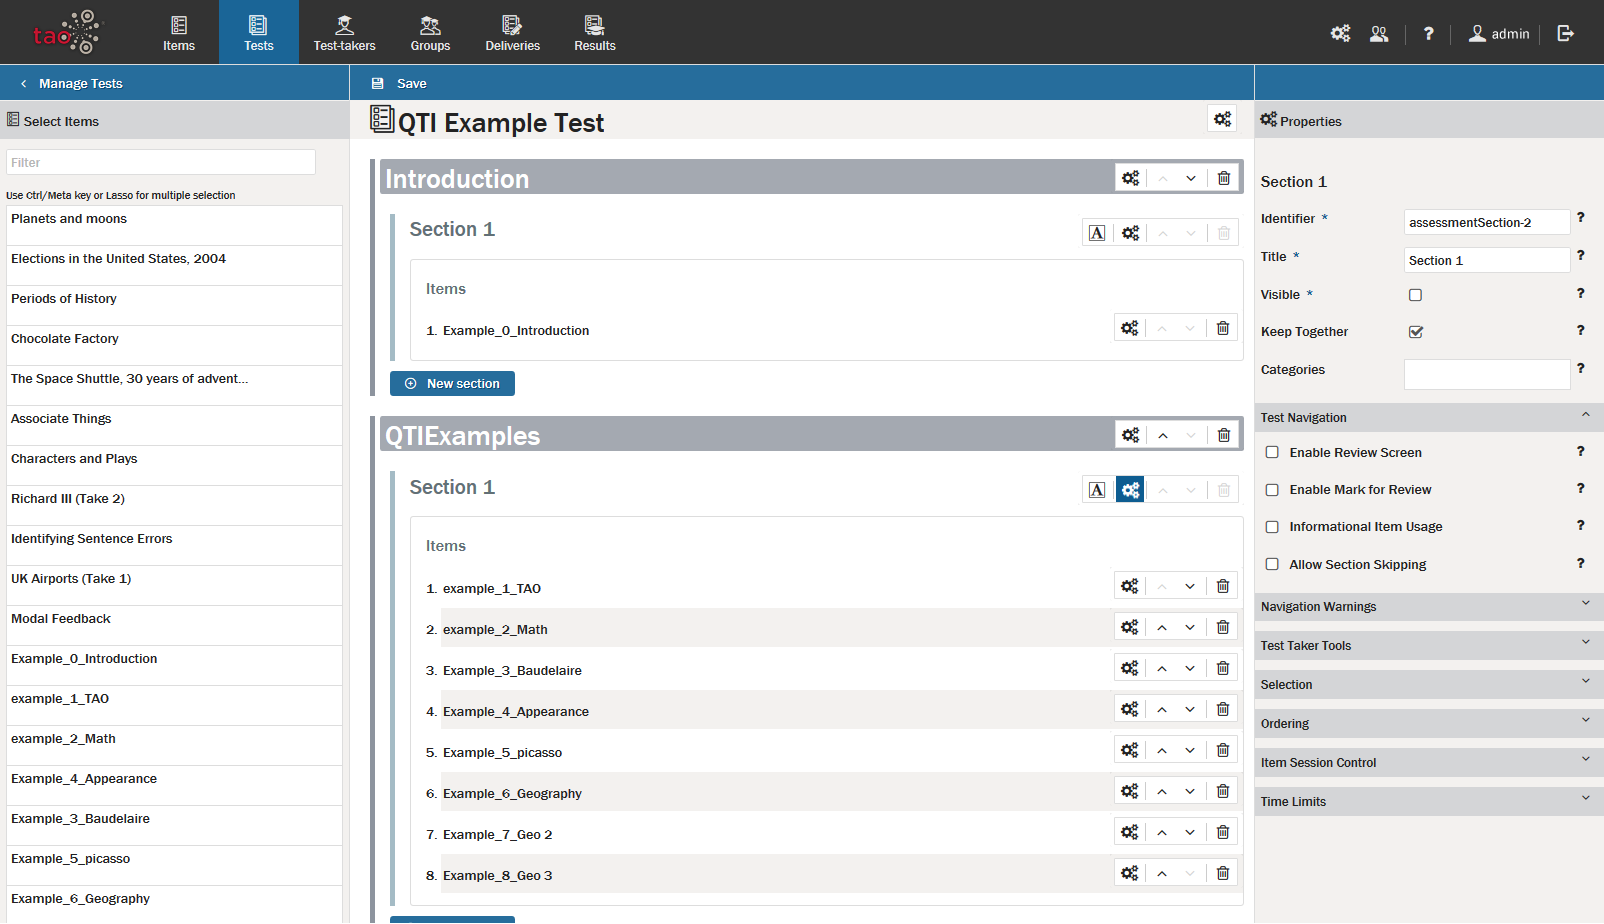 tao
Items
Tests
Test-takers
Groups
Deliveries
Results
?
admin
Manage Tests
Save
Select Items
Filter
Use Ctrl/Meta key or Lasso for multiple selection
Planets and moons
Elections in the United States, 2004
Periods of History
Chocolate Factory
The Space Shuttle, 30 years of advent...
Associate Things
Characters and Plays
Richard III (Take 2)
Identifying Sentence Errors
UK Airports (Take 1)
Modal Feedback
Example_0_Introduction
example_1_TAO
example_2_Math
Example_4_Appearance
Example_3_Baudelaire
Example_5_picasso
Example_6_Geography
QTI Example Test
Introduction
Section 1
A
Items
1. Example_0_Introduction
New section
QTIExamples
Section 1
A
Items
1. example_1_TAO
2. example_2_Math
3. Example_3_Baudelaire
4. Example_4_Appearance
5. Example_5_picasso
6. Example_6_Geography
7. Example_7_Geo 2
8. Example_8_Geo 3
Properties
Section 1
Identifier * assessmentSection-2 ?
Title * Section 1 ?
Visible * ?
Keep Together ?
Categories ?
Test Navigation
Enable Review Screen ?
Enable Mark for Review ?
Informational Item Usage ?
Allow Section Skipping ?
Navigation Warnings
Test Taker Tools
Selection
Ordering
Item Session Control
Time Limits